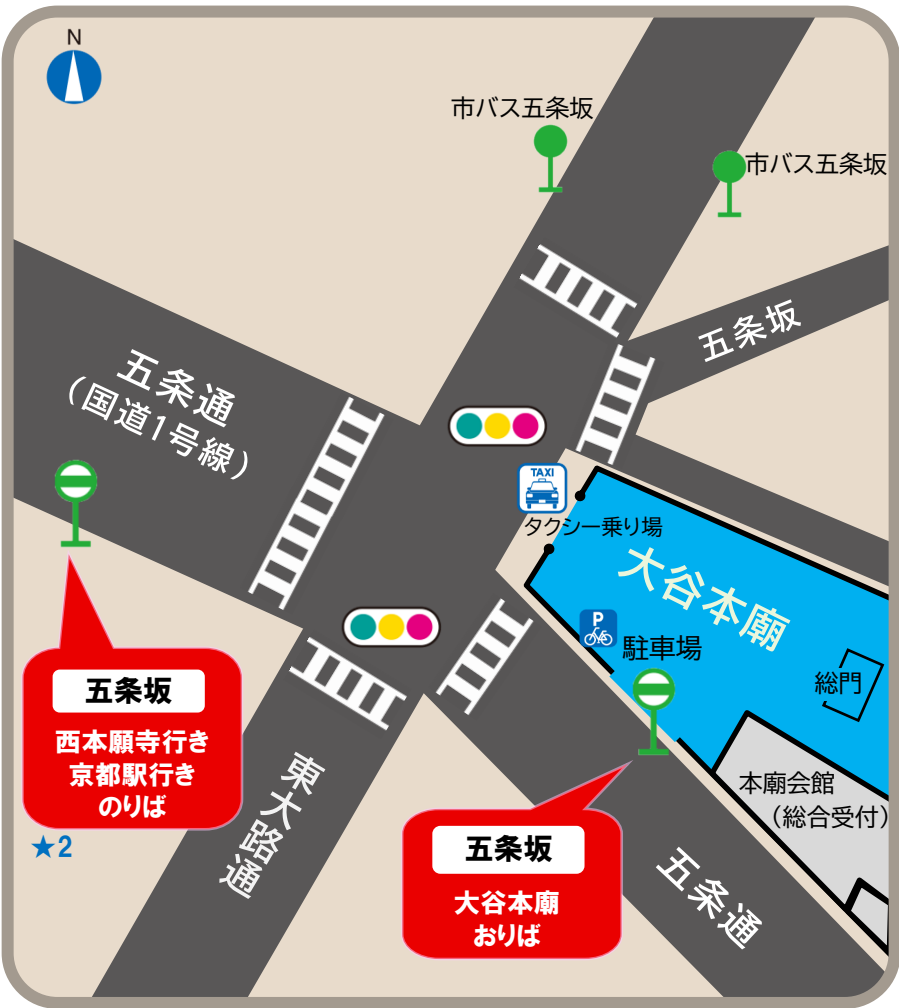 N
市バス五条坂
市バス五条坂
五条坂
五条通
（国道1号線）
TAXI
タクシー乗り場
大谷本廟
P
駐車場
総門
五条坂
西本願寺行き
京都駅行き
のりば
★2
東大路通
本廟会館
（総合受付）
五条坂
大谷本廟
おりば
五条通